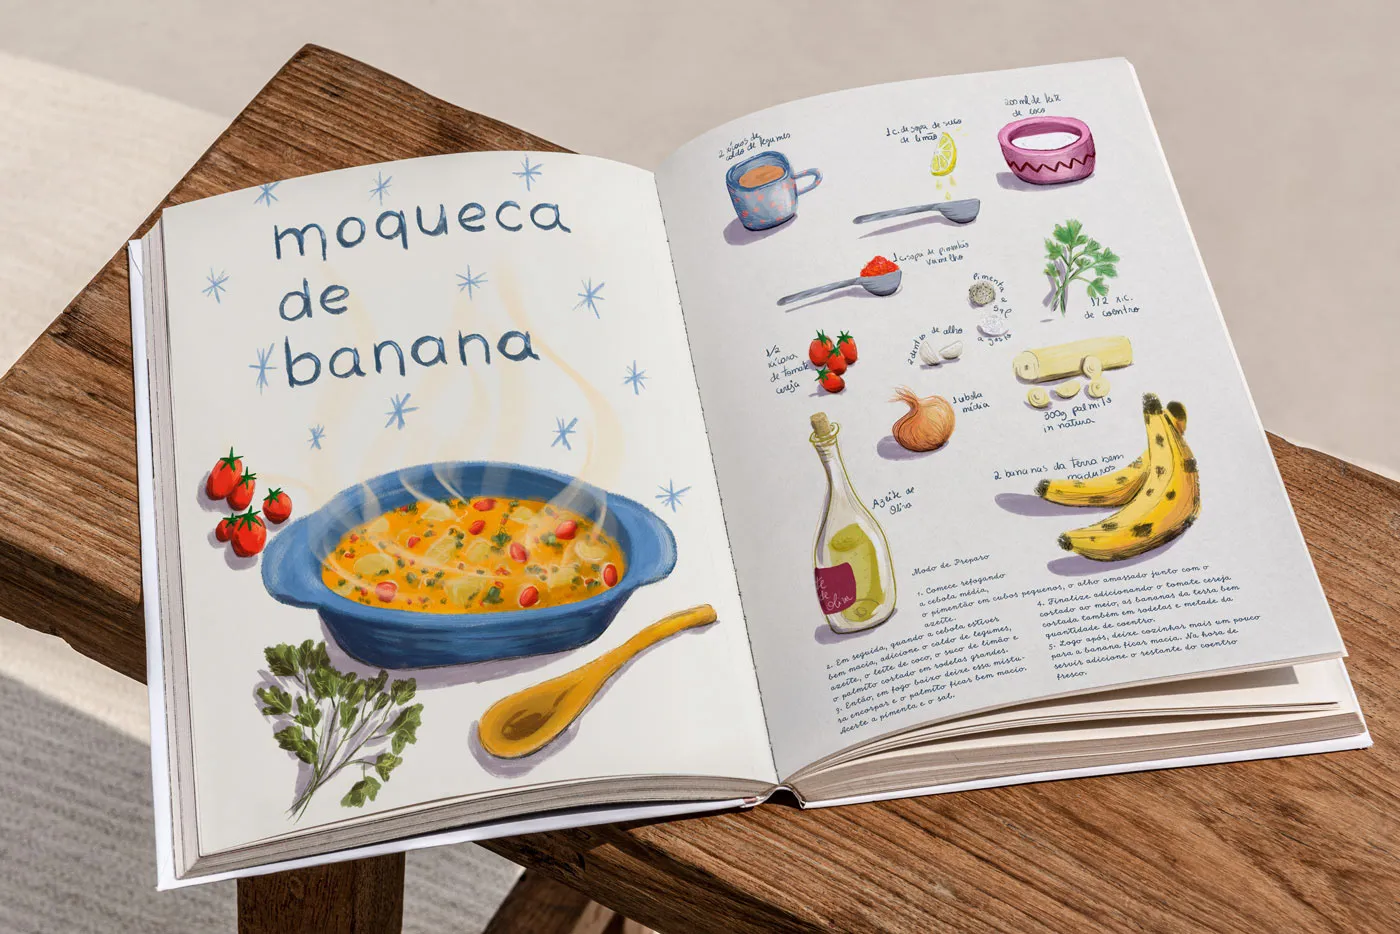 moqueca
de
banana
2 xícaras de
caldo de legumes
1 c. de sopa de suco
de limão
200 ml de leite
de coco
1 c. sopa de pimentão
vermelho
pimenta e
sal
a gosto
1/2 xíc.
de coentro
1/2
xícara
de tomate
cereja
2 dentes de alho
1 cebola
média
300g palmito
in natura
2 bananas da terra bem
maduros
Azeite de
Oliva
de
oliva
Modo de Preparo
1. Comece refogando
a cebola média,
o pimentão em cubos pequenos, o alho amassado junto com o
azeite.
2. Em seguida, quando a cebola estiver
bem macia, adicione o caldo de legumes,
azeite, o leite de coco, o suco de limão e
o palmito cortado em rodelas grandes.
3. Então, em fogo baixo deixe essa mistu-
ra encorpar e o palmito ficar bem macio.
Acerte a pimenta e o sal.
4. Finalize adicionando o tomate cereja
cortado ao meio, as bananas da terra bem
cortada também em rodelas e metade da
quantidade de coentro.
5. Logo após, deixe cozinhar mais um pouco
para a banana ficar macia. Na hora de
servir adicione o restante do coentro
fresco.